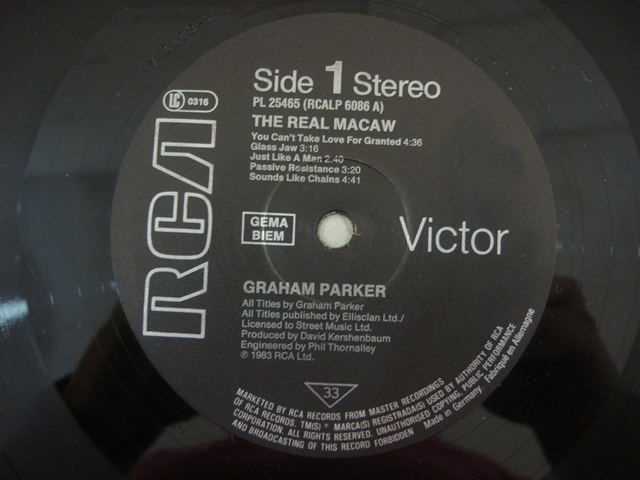 Side 1 Stereo
PL 25465 (RCALP 6086 A)
LC 0316
THE REAL MACAW
You Can't Take Love For Granted 4:36
Glass Jaw 3:16
Just Like A Man 2:40
Passive Resistance 3:20
Sounds Like Chains 4:41
RCA
GEMA
BIEM
Victor
GRAHAM PARKER
All Titles by Graham Parker
All Titles published by Ellisclan Ltd./
Licensed to Street Music Ltd.
Produced by David Kershenbaum
Engineered by Phil Thornalley
© 1983 RCA Ltd.
33
MARKETED BY RCA RECORDS FROM MASTER RECORDINGS
OF RCA RECORDS. TM(S) ® MARCA(S) REGISTRADA(S) USED BY AUTHORITY OF RCA
CORPORATION. ALL RIGHTS RESERVED. UNAUTHORISED COPYING, PUBLIC PERFORMANCE
AND BROADCASTING OF THIS RECORD FORBIDDEN
Made in Germany. Fabriqué en Allemagne